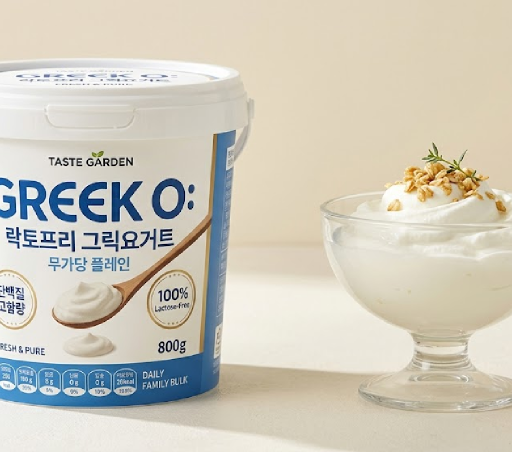 GREEK O:
락토프리 그릭요거트
TASTE GARDEN
GREEK O:
락토프리 그릭요거트
무가당 플레인
단백질
고함량
100%
Lactose-Free
FRESH & PURE
800g
DAILY
FAMILY BULK